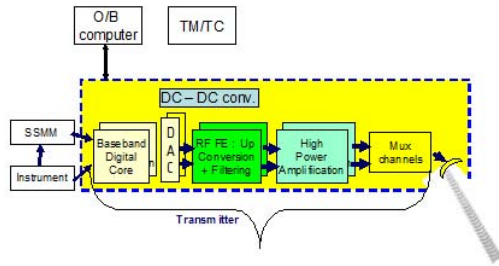 O/B
computer
TM/TC
DC – DC conv.
SSMM
Instrument
Baseband
Digital
Core
D
A
C
RF FE : Up
Conversion
+ Filtering
High
Power
Amplification
Mux
channels
Transmitter